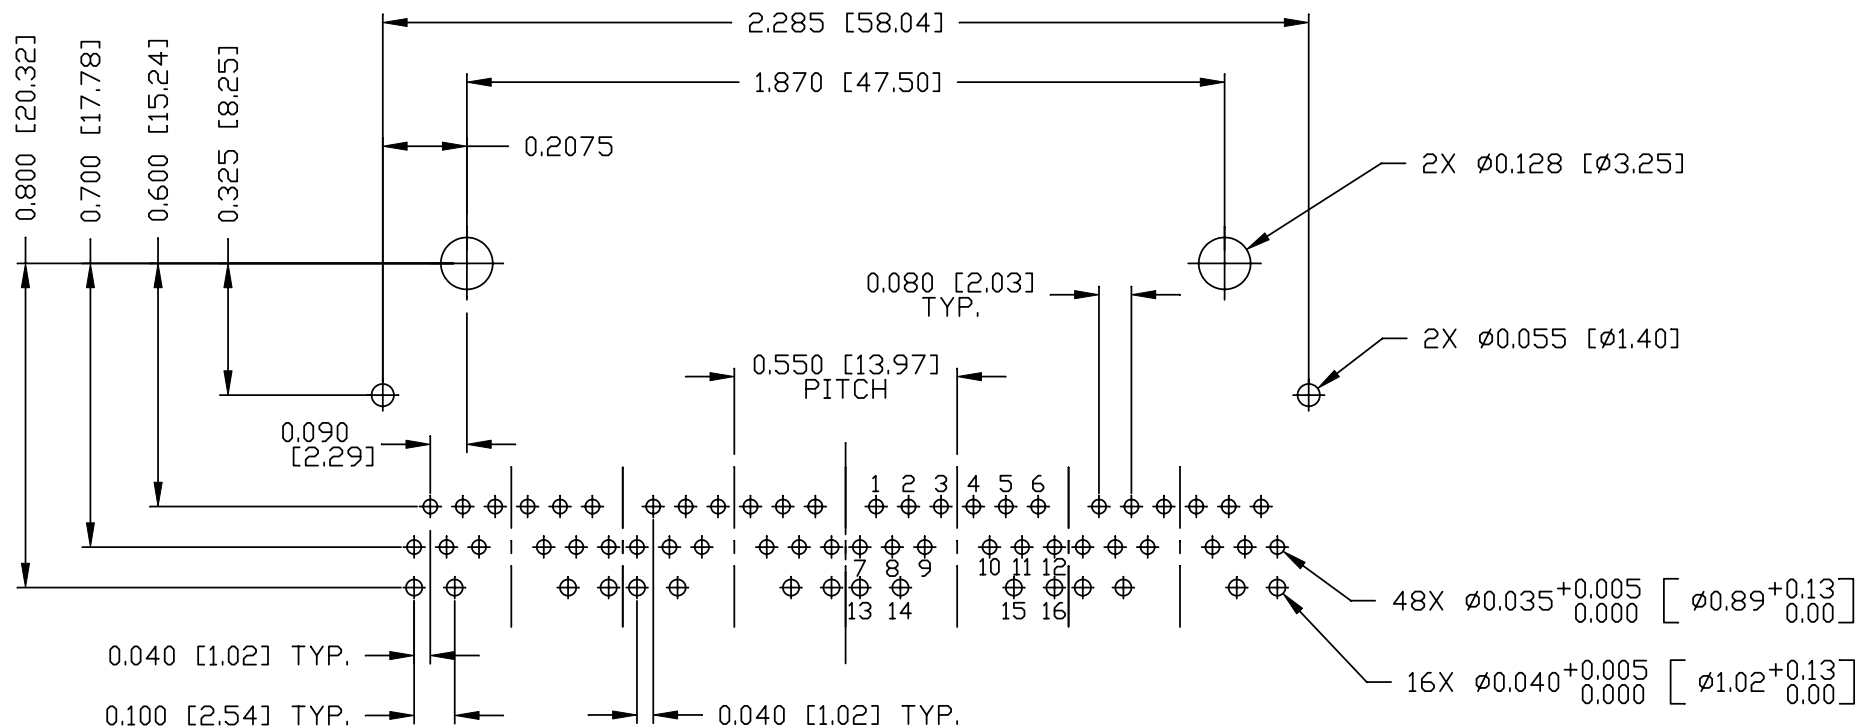 2.285 [58.04]
1.870 [47.50]
0.800 [20.32]
0.700 [17.78]
0.600 [15.24]
0.325 [8.25]
0.2075
2X Ø0.128 [Ø3.25]
0.080 [2.03]
TYP.
2X Ø0.055 [Ø1.40]
0.550 [13.97]
PITCH
0.090
[2.29]
1 2 3 4 5 6
7 8 9 10 11 12
13 14 15 16
48X Ø0.035 +0.005 0.000 [ Ø0.89 +0.13 0.00 ]
0.040 [1.02] TYP.
16X Ø0.040 +0.005 0.000 [ Ø1.02 +0.13 0.00 ]
0.100 [2.54] TYP.
0.040 [1.02] TYP.